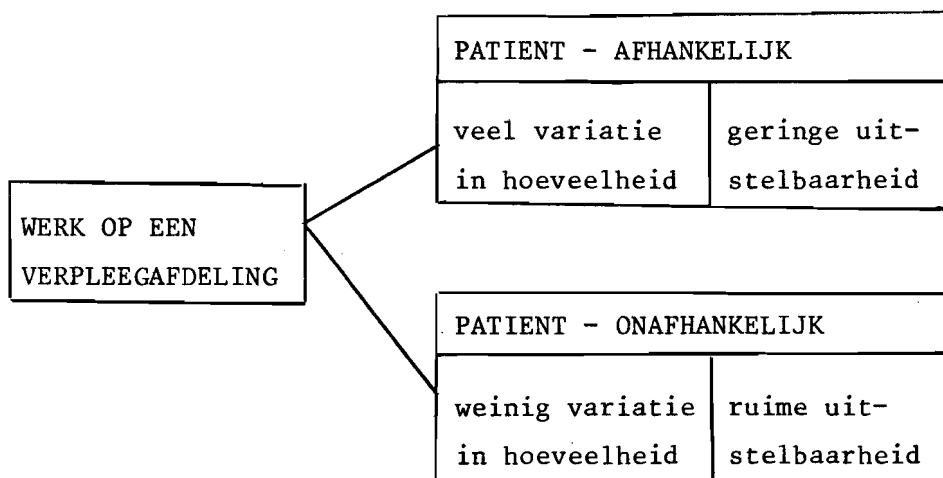 PATIENT - AFHANKELIJK
veel variatie
in hoeveelheid
geringe uit-
stelbaarheid
WERK OP EEN
VERPLEEGAFDELING
PATIENT - ONAFHANKELIJK
weinig variatie
in hoeveelheid
ruime uit-
stelbaarheid